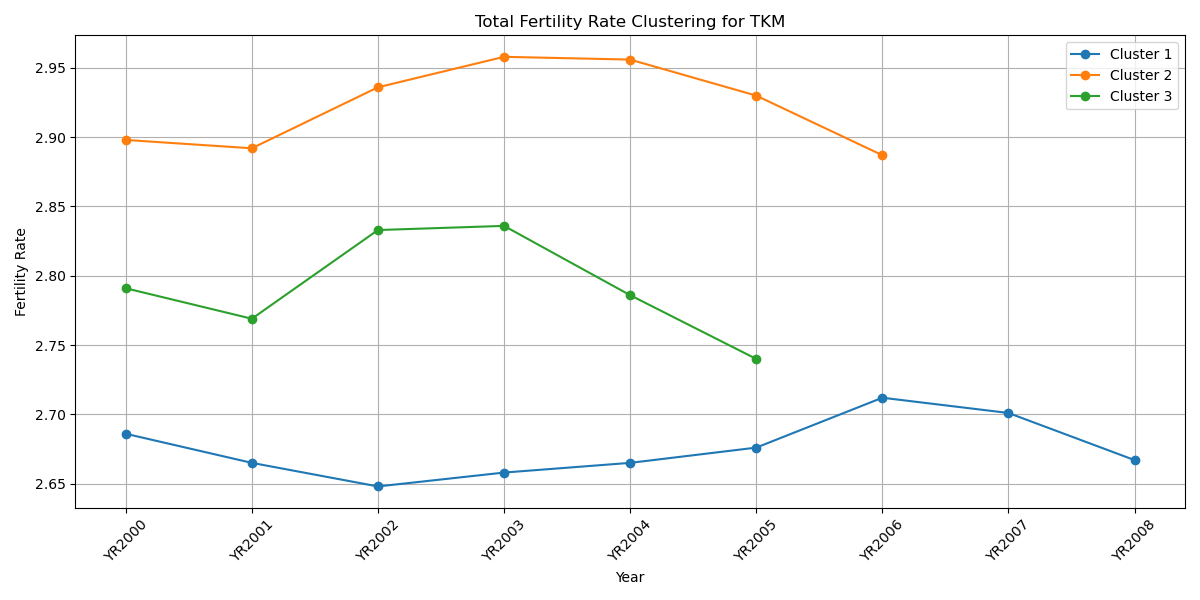 Total Fertility Rate Clustering for TKM
Cluster 1
Cluster 2
Cluster 3
Fertility Rate
2.95
2.90
2.85
2.80
2.75
2.70
2.65
YR2000
YR2001
YR2002
YR2003
YR2004
YR2005
YR2006
YR2007
YR2008
Year